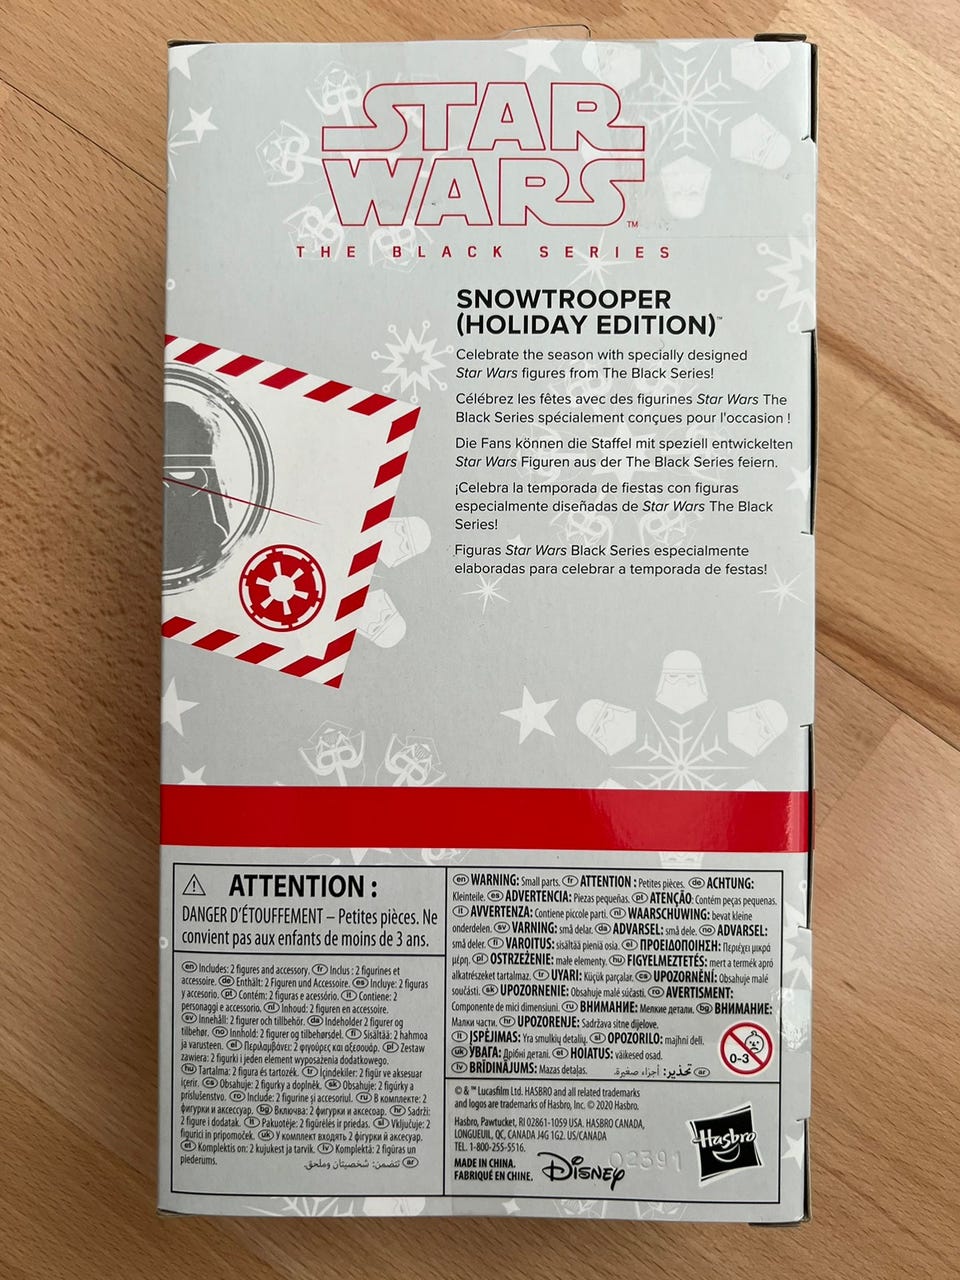 STAR
WARS™
THE BLACK SERIES
SNOWTROOPER
(HOLIDAY EDITION)™
Celebrate the season with specially designed
Star Wars figures from The Black Series!
Célébrez les fêtes avec des figurines Star Wars The
Black Series spécialement conçues pour l'occasion !
Die Fans können die Staffel mit speziell entwickelten
Star Wars Figuren aus der The Black Series feiern.
¡Celebra la temporada de fiestas con figuras
especialmente diseñadas de Star Wars The Black
Series!
Figuras Star Wars Black Series especialmente
elaboradas para celebrar a temporada de festas!
ATTENTION :
DANGER D'ÉTOUFFEMENT – Petites pièces. Ne
convient pas aux enfants de moins de 3 ans.
en Includes: 2 figures and accessory. fr Inclus : 2 figurines et
accessoire. de Enthält: 2 Figuren und Accessoire. es Incluye: 2 figuras
y accesorio. pt Contém: 2 figuras e acessório. it Contiene: 2
personaggi e accessorio. nl Inhoud: 2 figuren en accessoire.
sv Innehåll: 2 figurer och tillbehör. da Indeholder 2 figurer og
tilbehør. no Innhold: 2 figurer og tilbehørsdel. fi Sisältää: 2 hahmoa
ja varusteen. el Περιλαμβάνει: 2 φιγούρες και αξεσουάρ. pl Zestaw
zawiera: 2 figurki i jeden element wyposażenia dodatkowego.
hu Tartalma: 2 figura és tartozék. tr İçindekiler: 2 figür ve aksesuar
içerir. cs Obsahuje: 2 figurky a doplněk. sk Obsahuje: 2 figúrky a
príslušenstvo. ro Include: 2 figurine și accesoriul. ru В комплекте: 2
фигурки и аксессуар. bg Включва: 2 фигурки и аксесоар. hr Sadrži:
2 figure i dodatak. lt Pakuotėje: 2 figūrėlės ir priedas. sl Vključuje: 2
figurici in pripomoček. uk У комплект входять 2 фігурки й аксесуар.
et Komplektis on: 2 kujukest ja tarvik. lv Komplektā: 2 figūras un
piederums.
ar تتضمن: شخصيتان وملحق.
en WARNING: Small parts. fr ATTENTION : Petites pièces. de ACHTUNG:
Kleinteile. es ADVERTENCIA: Piezas pequeñas. pt ATENÇÃO: Contém peças pequenas.
it AVVERTENZA: Contiene piccole parti. nl WAARSCHUWING: bevat kleine
onderdelen. sv VARNING: små delar. da ADVARSEL: små dele. no ADVARSEL:
små deler. fi VAROITUS: sisältää pieniä osia. el ΠΡΟΕΙΔΟΠΟΙΗΣΗ: Περιέχει μικρά
μέρη. pl OSTRZEŻENIE: małe elementy. hu FIGYELMEZTETÉS: mert a termék apró
alkatrészeket tartalmaz. tr UYARI: Küçük parçalar. cs UPOZORNĚNÍ: Obsahuje malé
součásti. sk UPOZORNENIE: Obsahuje malé súčasti. ro AVERTISMENT:
Componente de mici dimensiuni. ru ВНИМАНИЕ: Мелкие детали. bg ВНИМАНИЕ:
Малки части. hr UPOZORENJE: Sadržava sitne dijelove.
lt ĮSPĖJIMAS: Yra smulkių detalių. sl OPOZORILO: majhni deli.
uk УВАГА: Дрібні деталі. et HOIATUS: väikesed osad.
lv BRĪDINĀJUMS: Mazas detaļas. ar تحذير: أجزاء صغيرة.
0-3
© & ™ Lucasfilm Ltd. HASBRO and all related trademarks
and logos are trademarks of Hasbro, Inc. © 2020 Hasbro.
Hasbro, Pawtucket, RI 02861-1059 USA. HASBRO CANADA,
LONGUEUIL, QC, CANADA J4G 1G2. US/CANADA
TEL. 1-800-255-5516.
MADE IN CHINA.
FABRIQUÉ EN CHINE.
Disney
02391
Hasbro